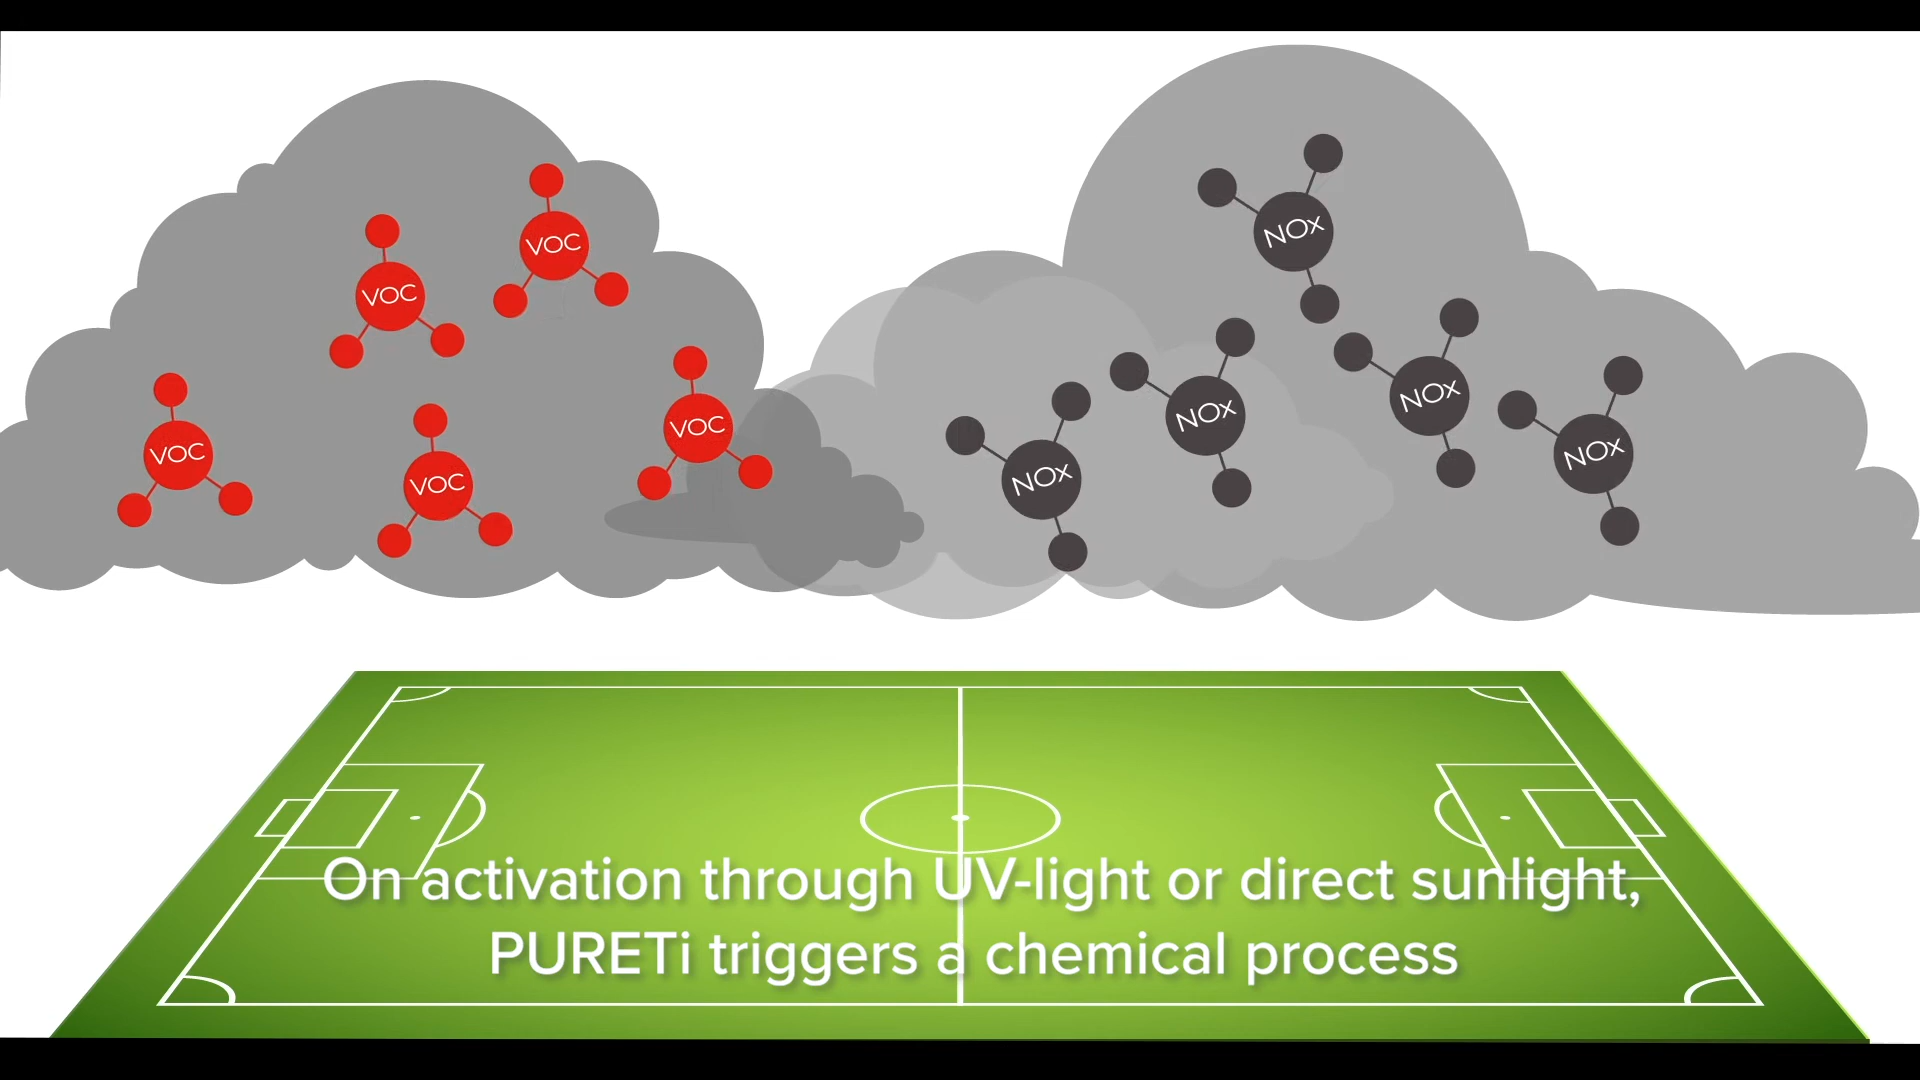 VOC
VOC
VOC
VOC
VOC
NOx
NOx
NOx
NOx
NOx
On activation through UV-light or direct sunlight,
PURETi triggers a chemical process